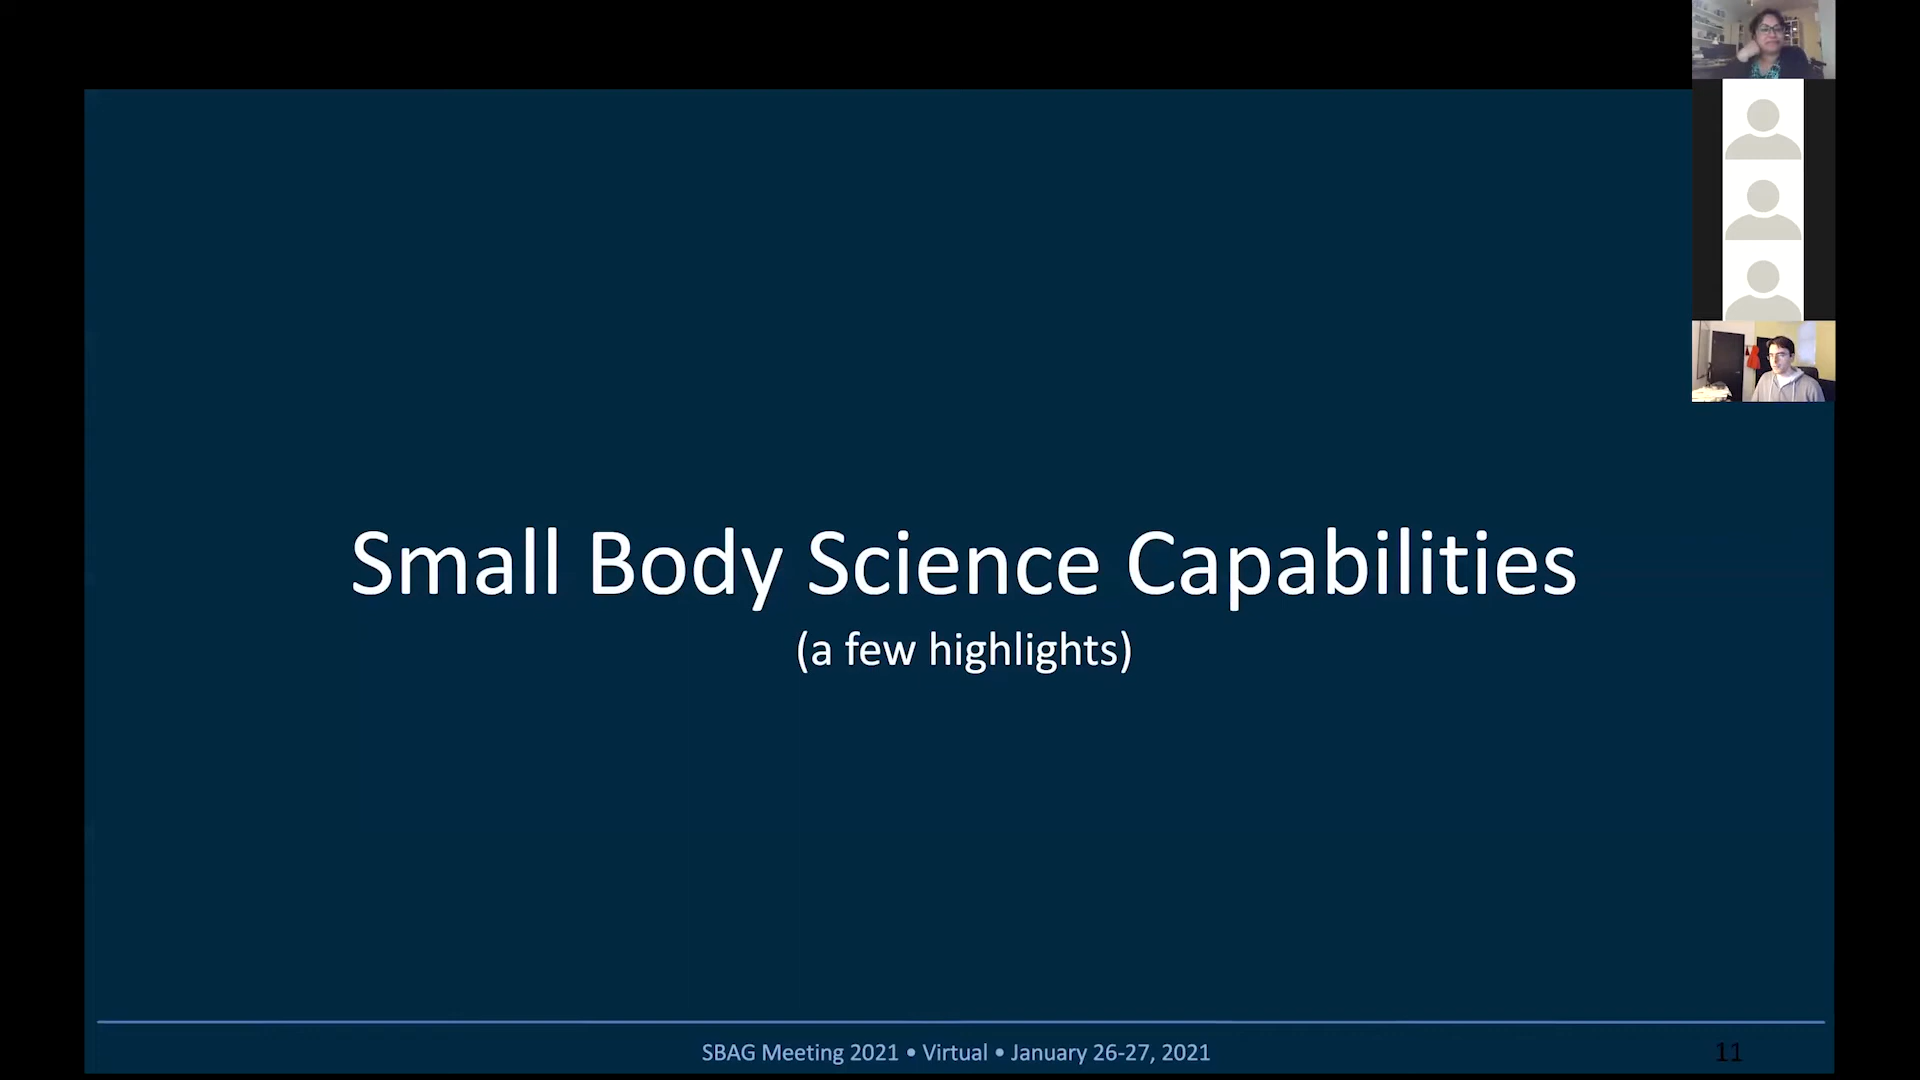 Small Body Science Capabilities
(a few highlights)
SBAG Meeting 2021 • Virtual • January 26-27, 2021
11